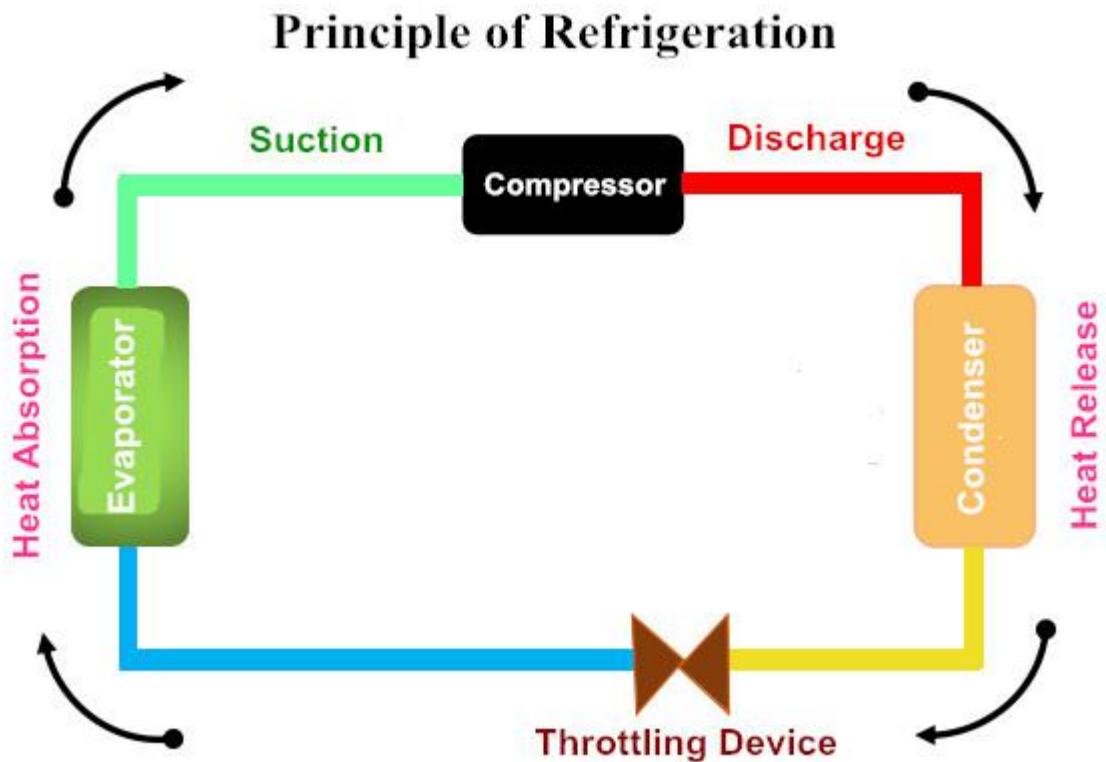 Principle of Refrigeration
Suction
Compressor
Discharge
Heat Absorption
Evaporator
Condenser
Heat Release
Throttling Device